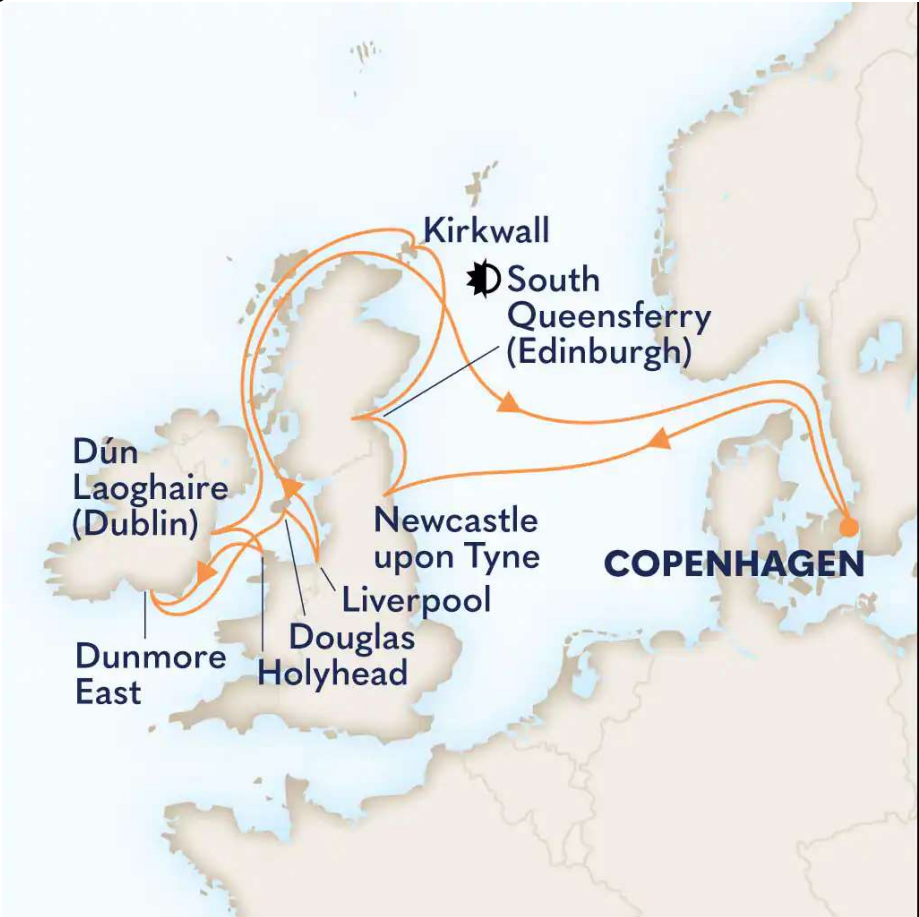 Kirkwall
South
Queensferry
(Edinburgh)
Dún
Laoghaire
(Dublin)
Newcastle
upon Tyne
COPENHAGEN
Liverpool
Douglas
Holyhead
Dunmore
East